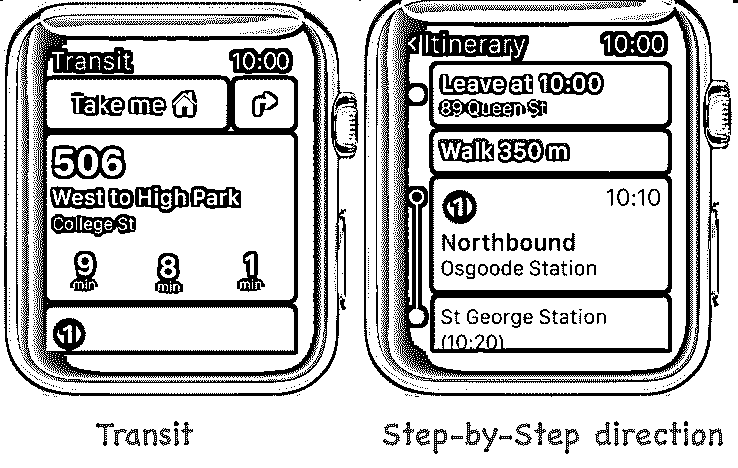 Transit 10:00
Take me
506
West to High Park
College St
9 8 1
min min min
1
Transit
<Itinerary 10:00
Leave at 10:00
89 Queen St
Walk 350 m
1 10:10
Northbound
Osgoode Station
St George Station
(10:20)
Step-by-Step direction